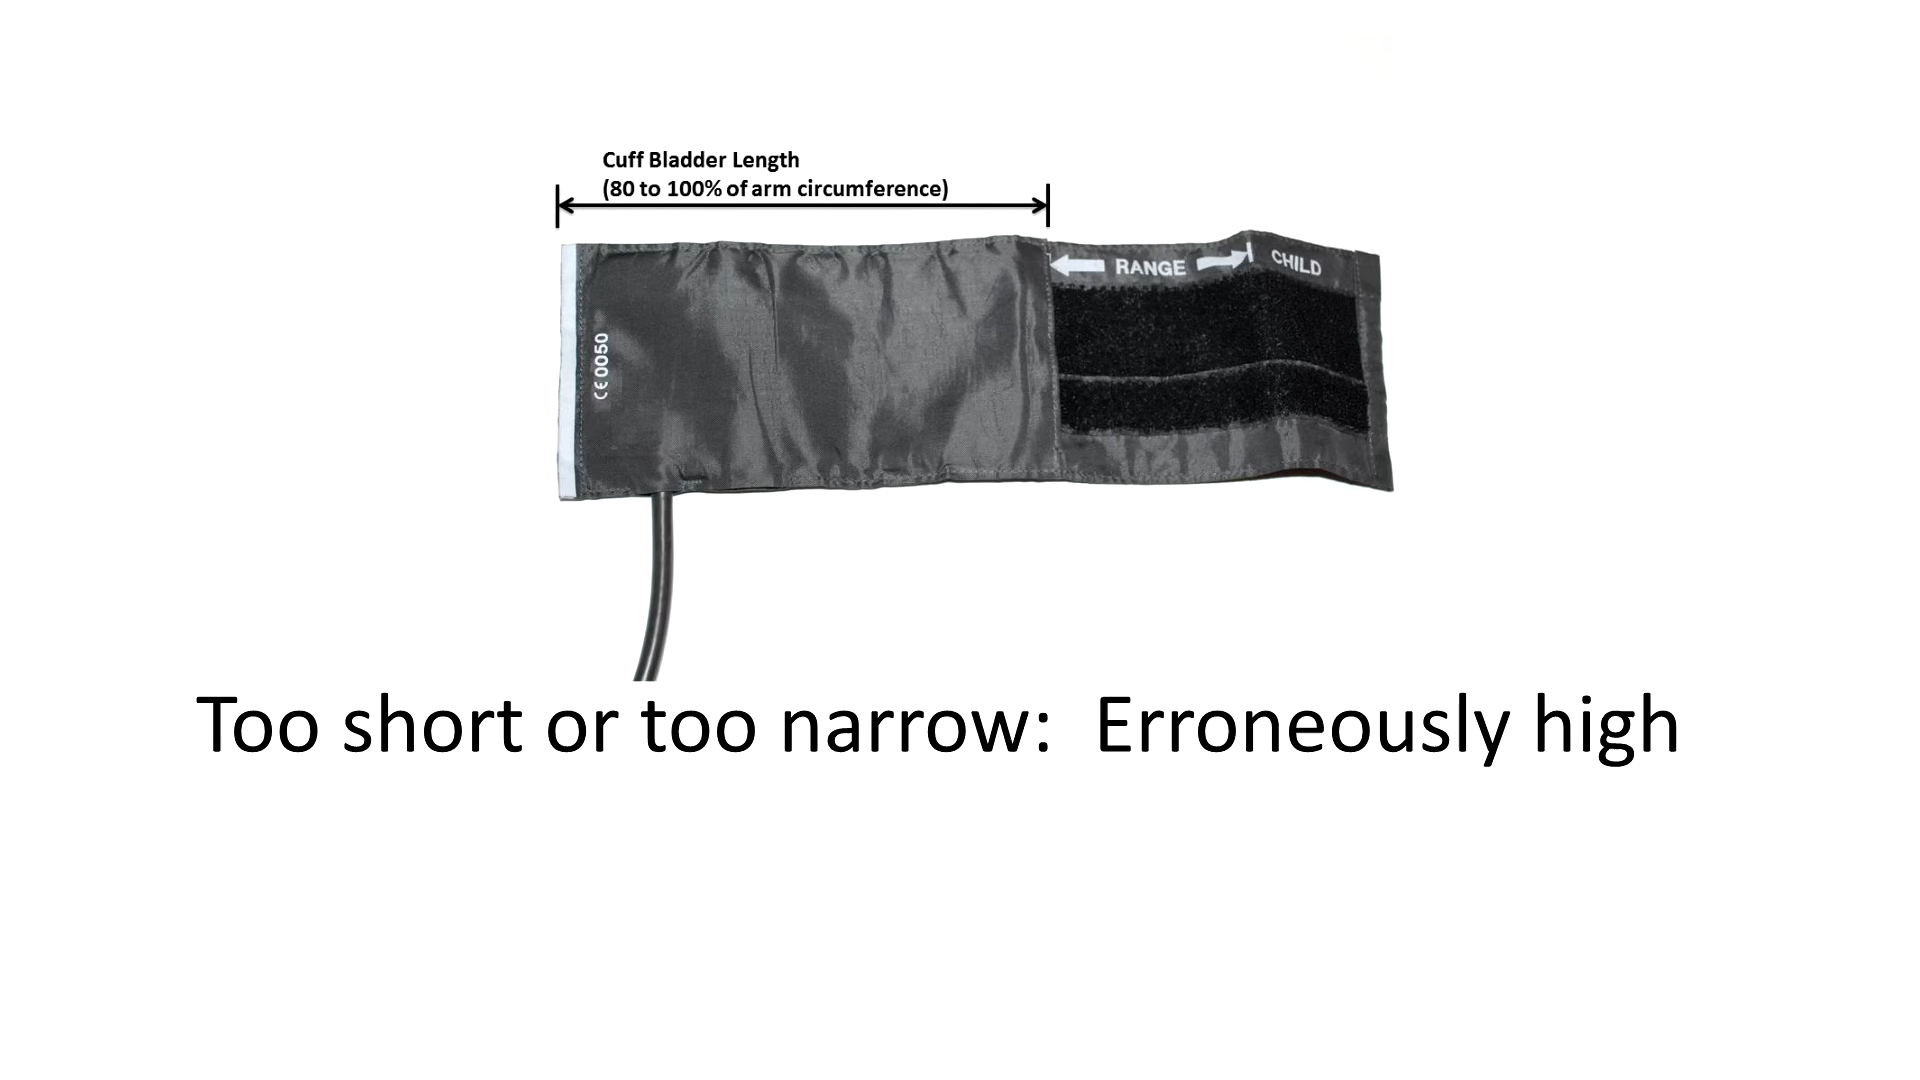 Cuff Bladder Length
(80 to 100% of arm circumference)
RANGE CHILD
CE 0050
Too short or too narrow: Erroneously high